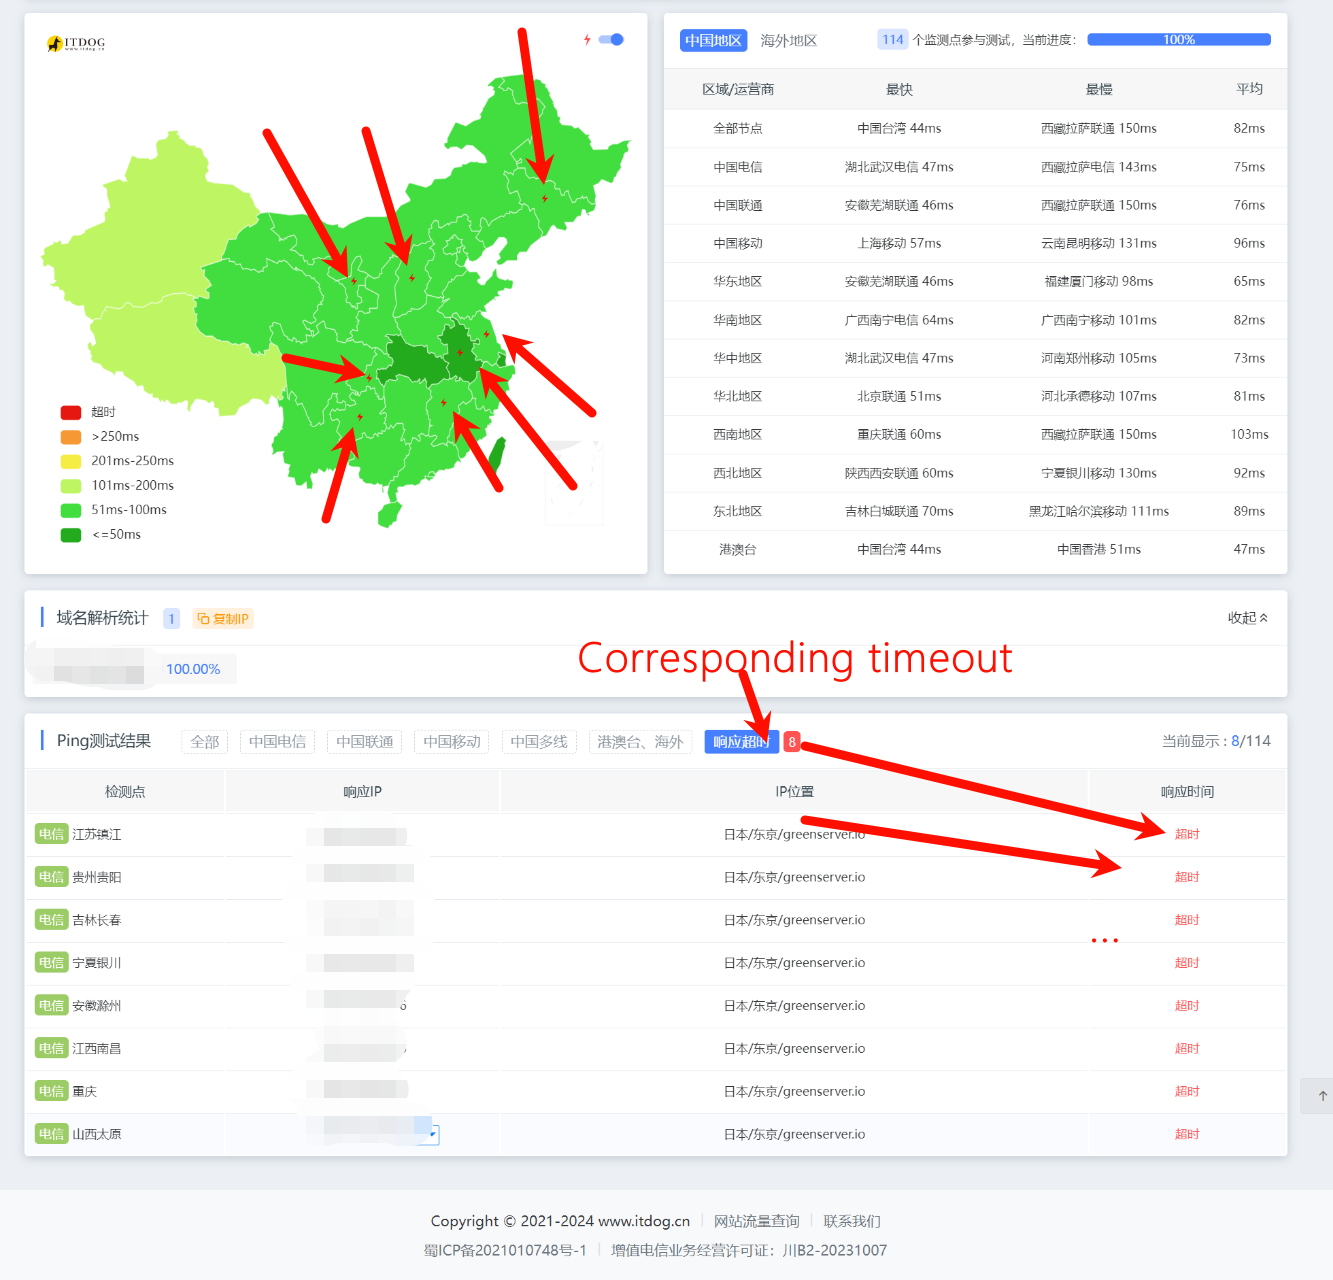 ITDOG
www.itdog.cn
超时
>250ms
201ms-250ms
101ms-200ms
51ms-100ms
<=50ms
中国地区 海外地区 114 个监测点参与测试，当前进度： 100%
区域/运营商 最快 最慢 平均
全部节点 中国台湾 44ms 西藏拉萨联通 150ms 82ms
中国电信 湖北武汉电信 47ms 西藏拉萨电信 143ms 75ms
中国联通 安徽芜湖联通 46ms 西藏拉萨联通 150ms 76ms
中国移动 上海移动 57ms 云南昆明移动 131ms 96ms
华东地区 安徽芜湖联通 46ms 福建厦门移动 98ms 65ms
华南地区 广西南宁电信 64ms 广西南宁移动 101ms 82ms
华中地区 湖北武汉电信 47ms 河南郑州移动 105ms 73ms
华北地区 北京联通 51ms 河北承德移动 107ms 81ms
西南地区 重庆联通 60ms 西藏拉萨联通 150ms 103ms
西北地区 陕西西安联通 60ms 宁夏银川移动 130ms 92ms
东北地区 吉林白城联通 70ms 黑龙江哈尔滨移动 111ms 89ms
港澳台 中国台湾 44ms 中国香港 51ms 47ms
域名解析统计 1 复制IP 收起
100.00%
Corresponding timeout
Ping测试结果 全部 中国电信 中国联通 中国移动 中国多线 港澳台、海外 响应超时 8 当前显示 : 8/114
检测点 响应IP IP位置 响应时间
电信 江苏镇江 日本/东京/greenserver.io 超时
电信 贵州贵阳 日本/东京/greenserver.io 超时
电信 吉林长春 日本/东京/greenserver.io 超时
...
电信 宁夏银川 日本/东京/greenserver.io 超时
电信 安徽滁州 日本/东京/greenserver.io 超时
电信 江西南昌 日本/东京/greenserver.io 超时
电信 重庆 日本/东京/greenserver.io 超时
电信 山西太原 日本/东京/greenserver.io 超时
Copyright © 2021-2024 www.itdog.cn 网站流量查询 联系我们
蜀ICP备2021010748号-1 增值电信业务经营许可证：川B2-20231007